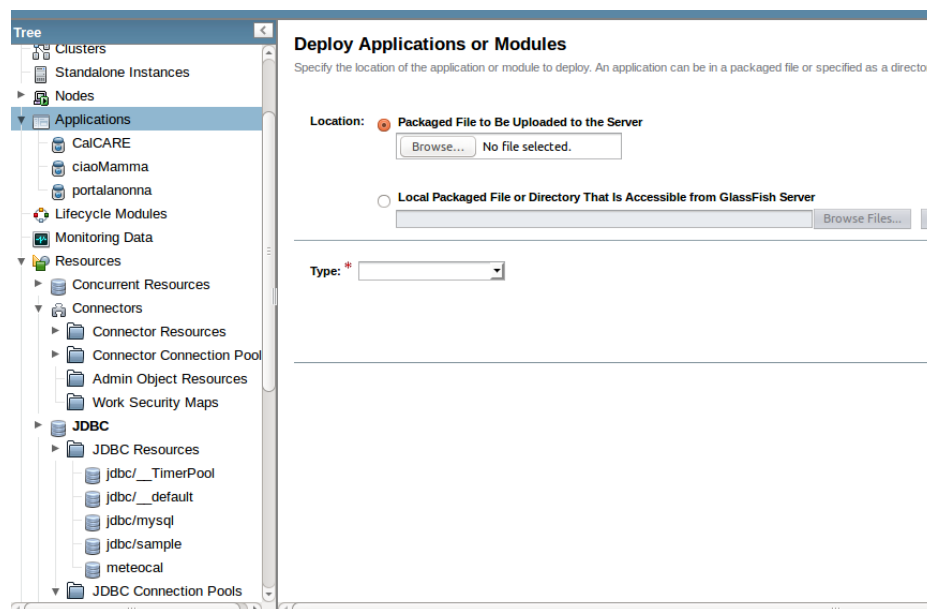 Tree
Clusters
Standalone Instances
Nodes
Applications
CalCARE
ciaoMamma
portalanonna
Lifecycle Modules
Monitoring Data
Resources
Concurrent Resources
Connectors
Connector Resources
Connector Connection Pool
Admin Object Resources
Work Security Maps
JDBC
JDBC Resources
jdbc/__TimerPool
jdbc/__default
jdbc/mysql
jdbc/sample
meteocal
JDBC Connection Pools
Deploy Applications or Modules
Specify the location of the application or module to deploy. An application can be in a packaged file or specified as a directo
Location: Packaged File to Be Uploaded to the Server
Browse... No file selected.
Local Packaged File or Directory That Is Accessible from GlassFish Server
Browse Files...
Type: *